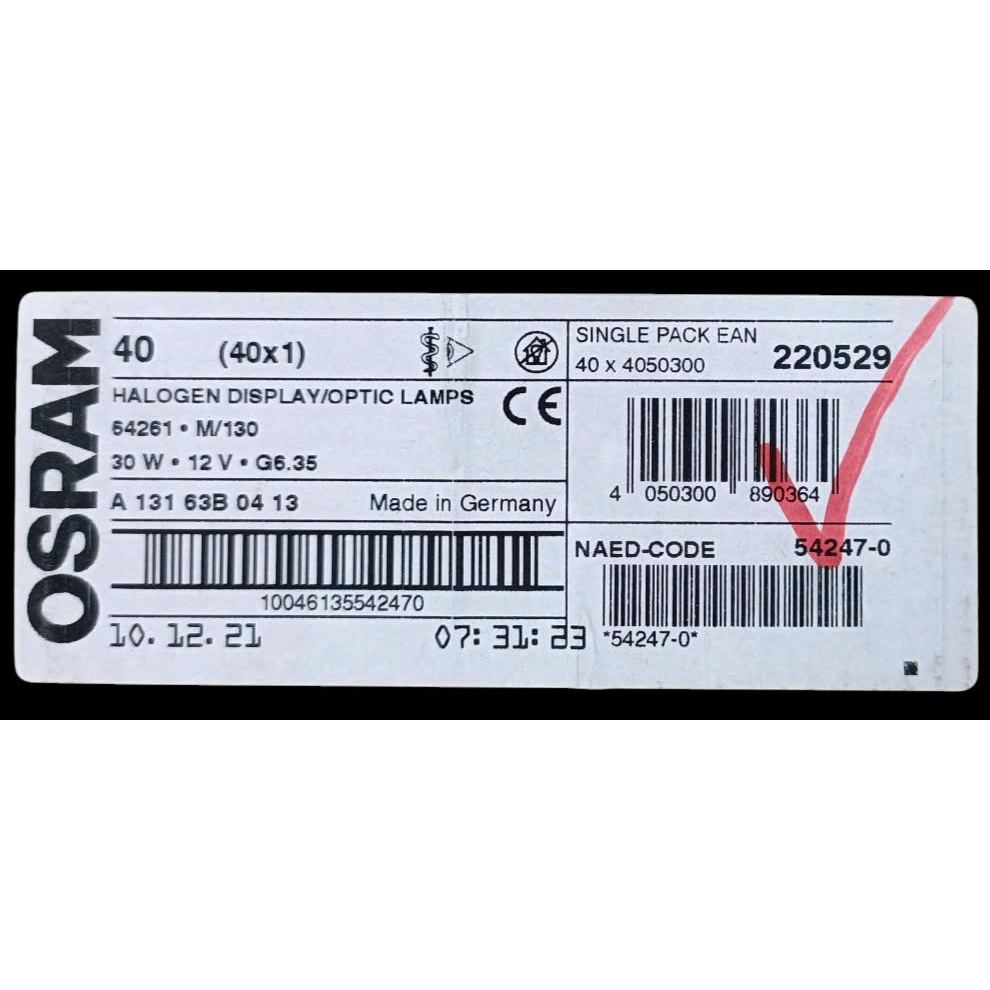 OSRAM
40 (40x1)
HALOGEN DISPLAY/OPTIC LAMPS
CE
64261 • M/130
30 W • 12 V • G6.35
A 131 63B 04 13 Made in Germany
10046135542470
10. 12. 21 07: 31: 23
SINGLE PACK EAN
40 x 4050300 220529
4 050300 890364
NAED-CODE 54247-0
*54247-0*